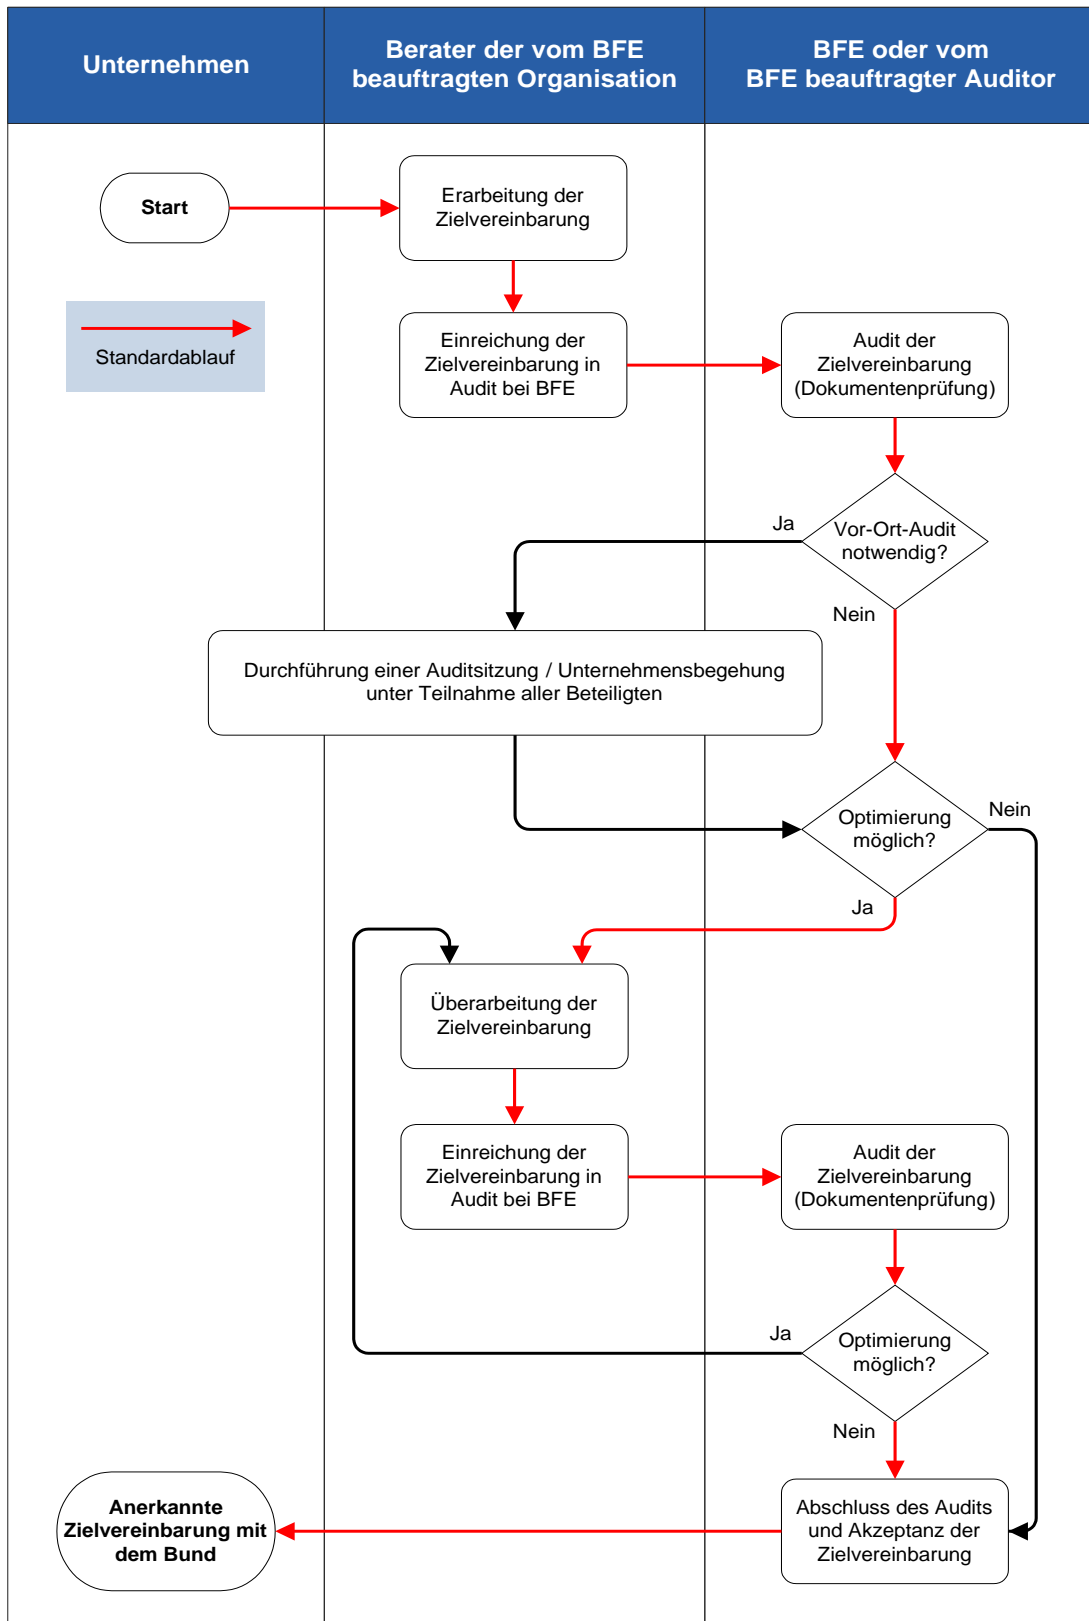 Unternehmen
Berater der vom BFE
beauftragten Organisation
BFE oder vom
BFE beauftragter Auditor
Start
Erarbeitung der
Zielvereinbarung
Standardablauf
Einreichung der
Zielvereinbarung in
Audit bei BFE
Audit der
Zielvereinbarung
(Dokumentenprüfung)
Ja
Vor-Ort-Audit
notwendig?
Nein
Durchführung einer Auditsitzung / Unternehmensbegehung
unter Teilnahme aller Beteiligten
Optimierung
möglich?
Nein
Ja
Überarbeitung der
Zielvereinbarung
Einreichung der
Zielvereinbarung in
Audit bei BFE
Audit der
Zielvereinbarung
(Dokumentenprüfung)
Ja
Optimierung
möglich?
Nein
Anerkannte
Zielvereinbarung mit
dem Bund
Abschluss des Audits
und Akzeptanz der
Zielvereinbarung